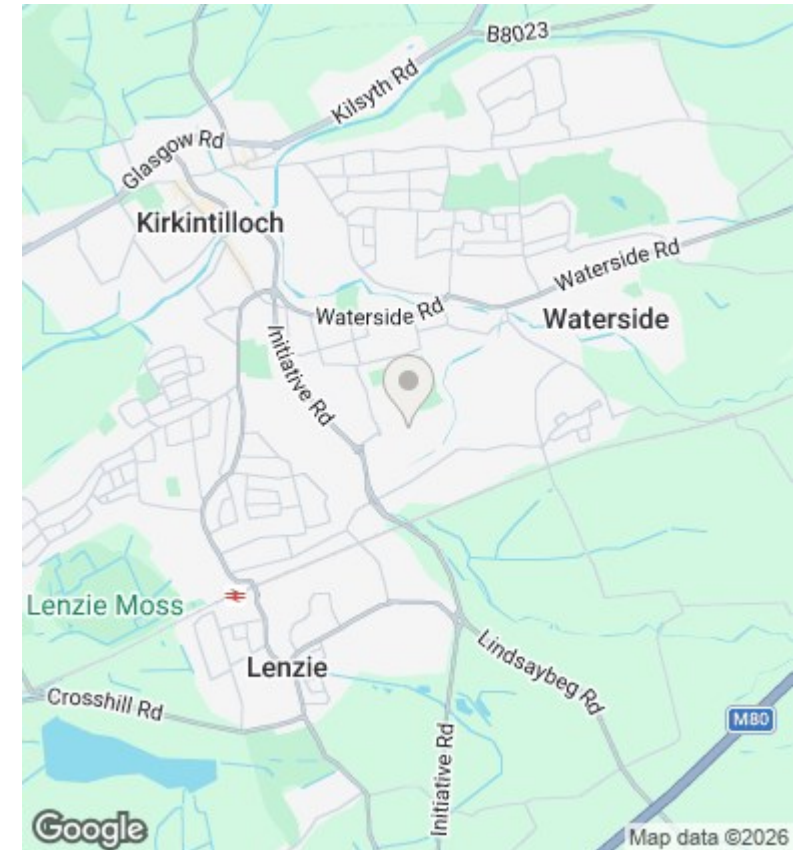 B8023
Kilsyth Rd
Glasgow Rd
Kirkintilloch
Waterside Rd
Waterside Rd
Waterside
Initiative Rd
Lenzie Moss
Lenzie
Lindsaybeg Rd
Crosshill Rd
M80
Initiative Rd
Google
Map data ©2026